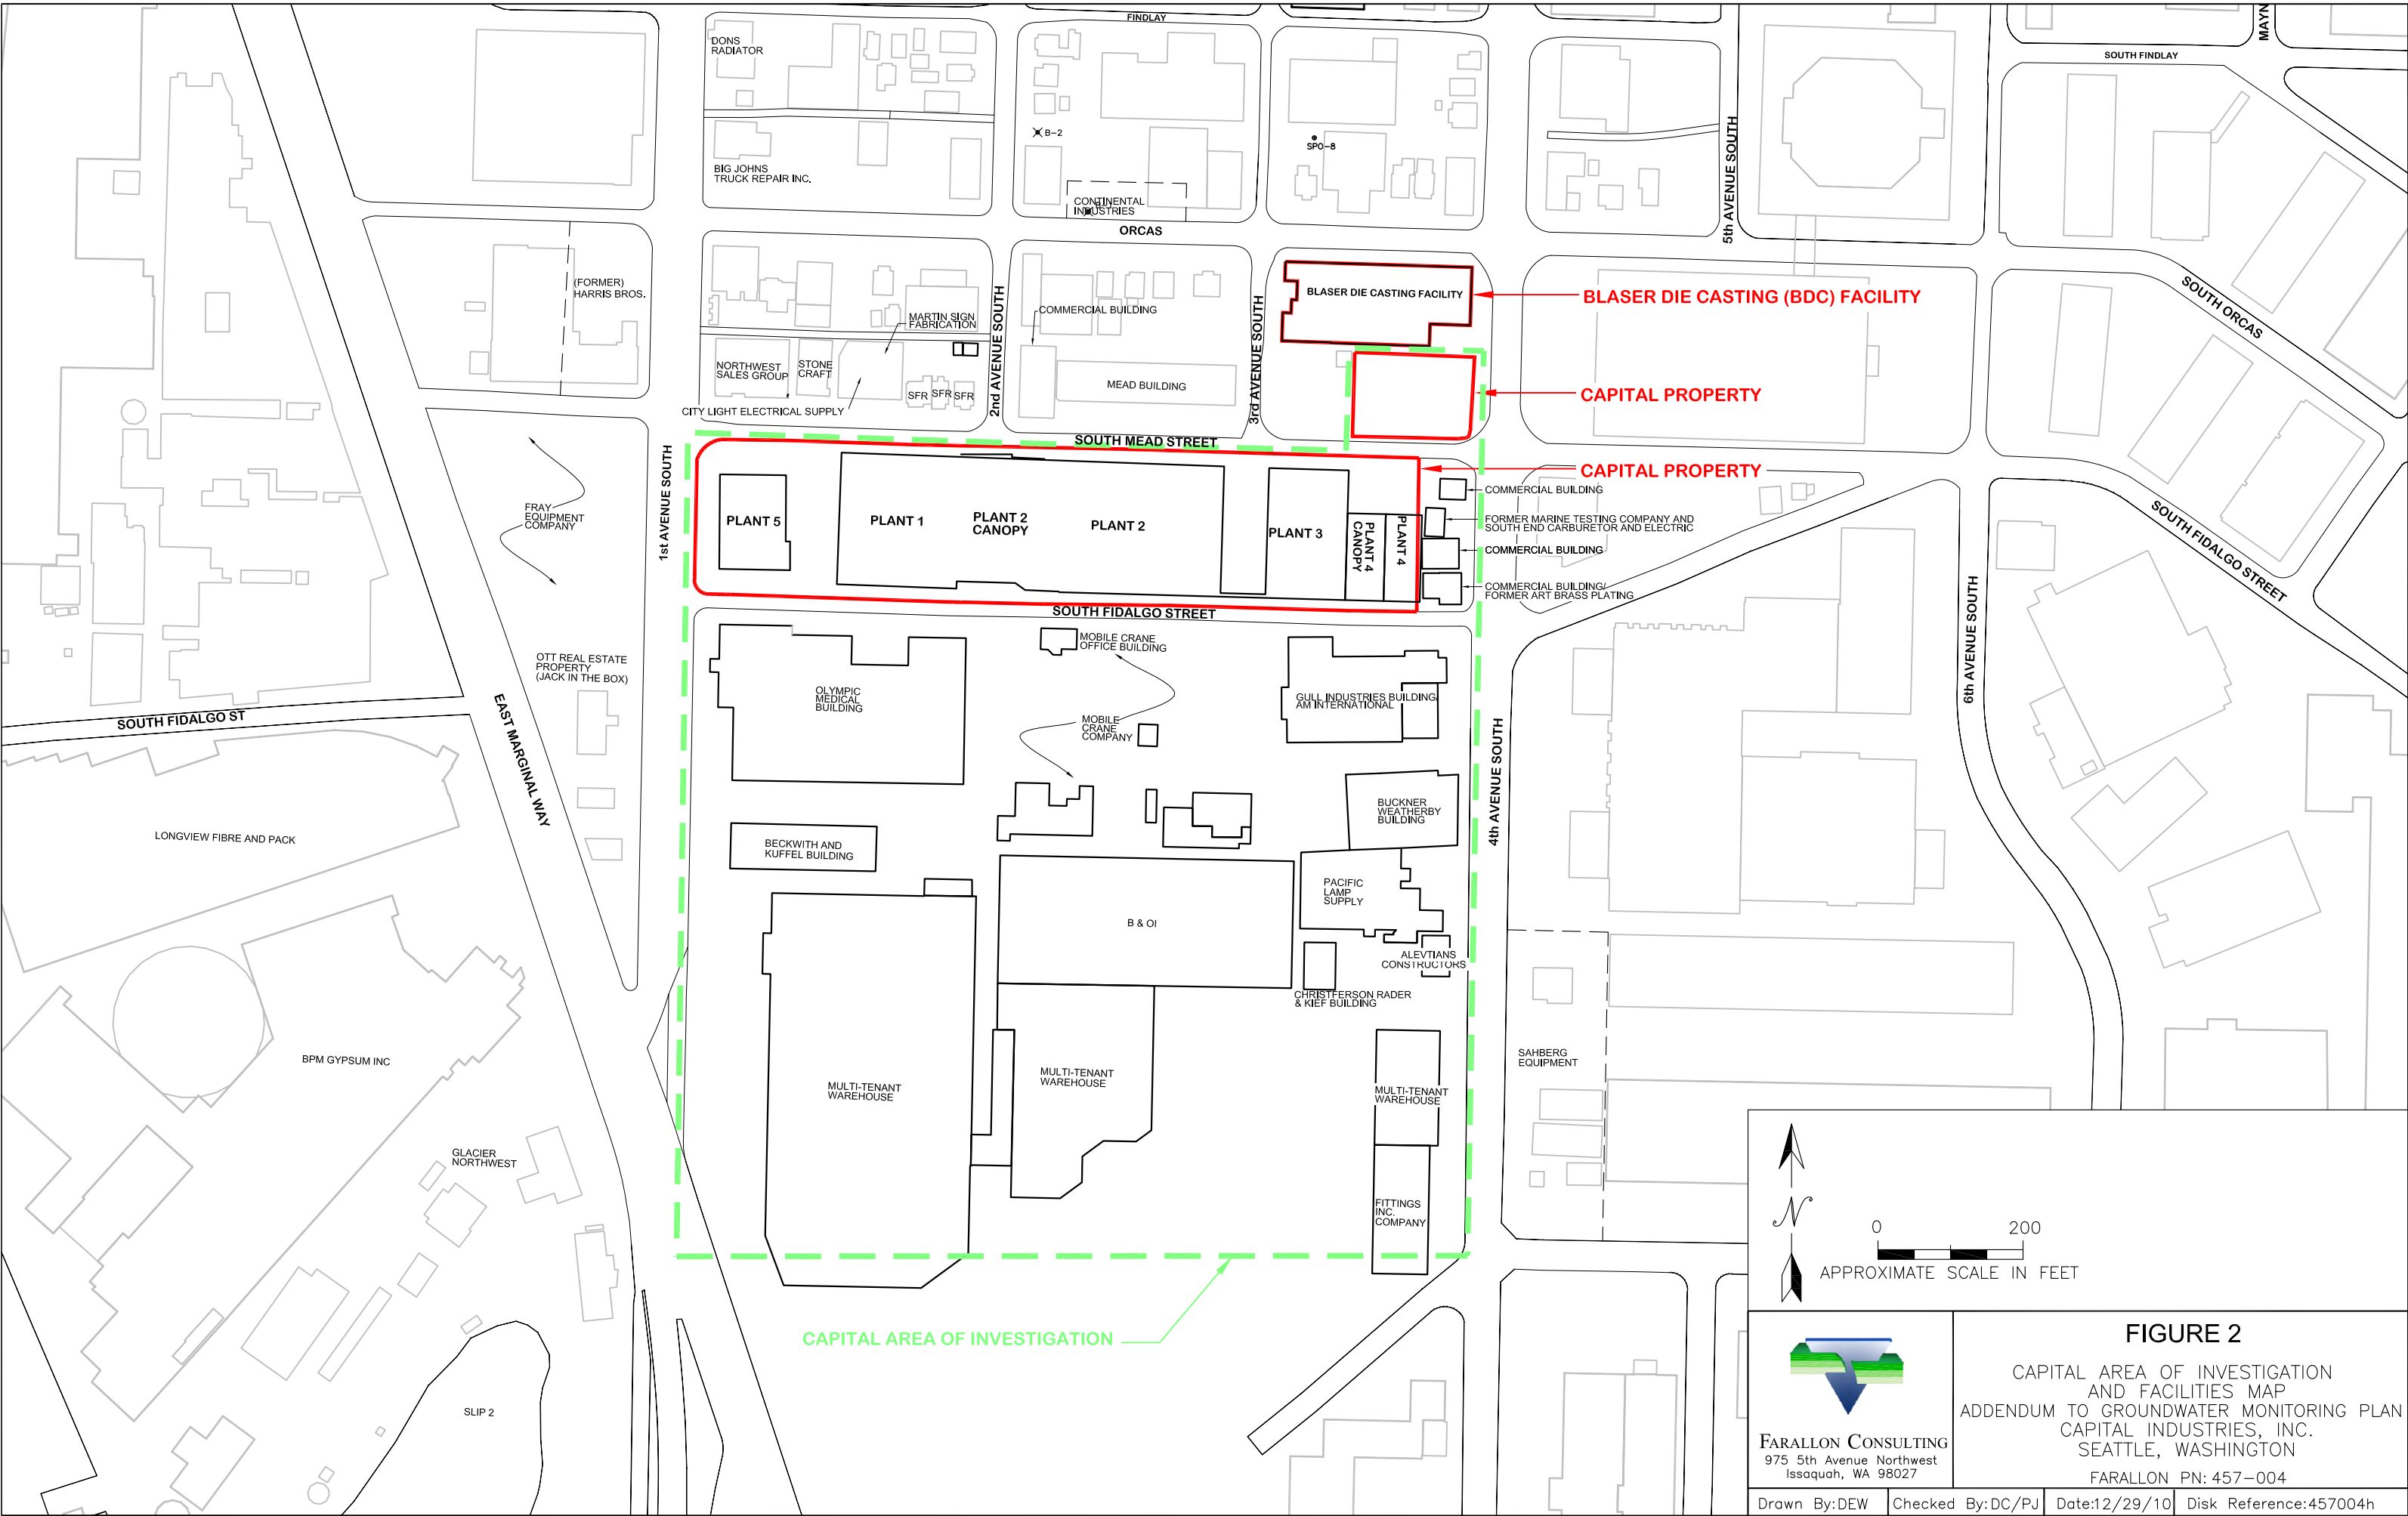 FINDLAY
MAYN
DONS
RADIATOR
SOUTH FINDLAY
B-2
SPO-8
BIG JOHNS
TRUCK REPAIR INC.
5th AVENUE SOUTH
CONTINENTAL
INDUSTRIES
ORCAS
(FORMER)
HARRIS BROS.
SOUTH ORCAS
BLASER DIE CASTING FACILITY
BLASER DIE CASTING (BDC) FACILITY
MARTIN SIGN
FABRICATION
2nd AVENUE SOUTH
COMMERCIAL BUILDING
3rd AVENUE SOUTH
NORTHWEST
SALES GROUP
STONE
CRAFT
SFR
SFR
SFR
MEAD BUILDING
CAPITAL PROPERTY
CITY LIGHT ELECTRICAL SUPPLY
SOUTH MEAD STREET
1st AVENUE SOUTH
CAPITAL PROPERTY
COMMERCIAL BUILDING
FRAY
EQUIPMENT
COMPANY
PLANT 5
PLANT 1
PLANT 2
CANOPY
PLANT 2
PLANT 3
PLANT 4
CANOPY
PLANT 4
FORMER MARINE TESTING COMPANY AND
SOUTH END CARBURETOR AND ELECTRIC
COMMERCIAL BUILDING
COMMERCIAL BUILDING/
FORMER ART BRASS PLATING
SOUTH FIDALGO STREET
SOUTH FIDALGO STREET
6th AVENUE SOUTH
OTT REAL ESTATE
PROPERTY
(JACK IN THE BOX)
MOBILE CRANE
OFFICE BUILDING
OLYMPIC
MEDICAL
BUILDING
GULL INDUSTRIES BUILDING
AM INTERNATIONAL
SOUTH FIDALGO ST
EAST MARGINAL WAY
MOBILE
CRANE
COMPANY
4th AVENUE SOUTH
BUCKNER
WEATHERBY
BUILDING
LONGVIEW FIBRE AND PACK
BECKWITH AND
KUFFEL BUILDING
PACIFIC
LAMP
SUPPLY
B & OI
ALEVTIANS
CONSTRUCTORS
CHRISTFERSON RADER
& KIEF BUILDING
BPM GYPSUM INC
SAHBERG
EQUIPMENT
MULTI-TENANT
WAREHOUSE
MULTI-TENANT
WAREHOUSE
MULTI-TENANT
WAREHOUSE
GLACIER
NORTHWEST
FITTINGS
INC.
COMPANY
N
0 200
APPROXIMATE SCALE IN FEET
CAPITAL AREA OF INVESTIGATION
SLIP 2
FARALLON CONSULTING
975 5th Avenue Northwest
Issaquah, WA 98027
FIGURE 2
CAPITAL AREA OF INVESTIGATION
AND FACILITIES MAP
ADDENDUM TO GROUNDWATER MONITORING PLAN
CAPITAL INDUSTRIES, INC.
SEATTLE, WASHINGTON
FARALLON PN: 457-004
Drawn By:DEW
Checked By:DC/PJ
Date:12/29/10
Disk Reference:457004h